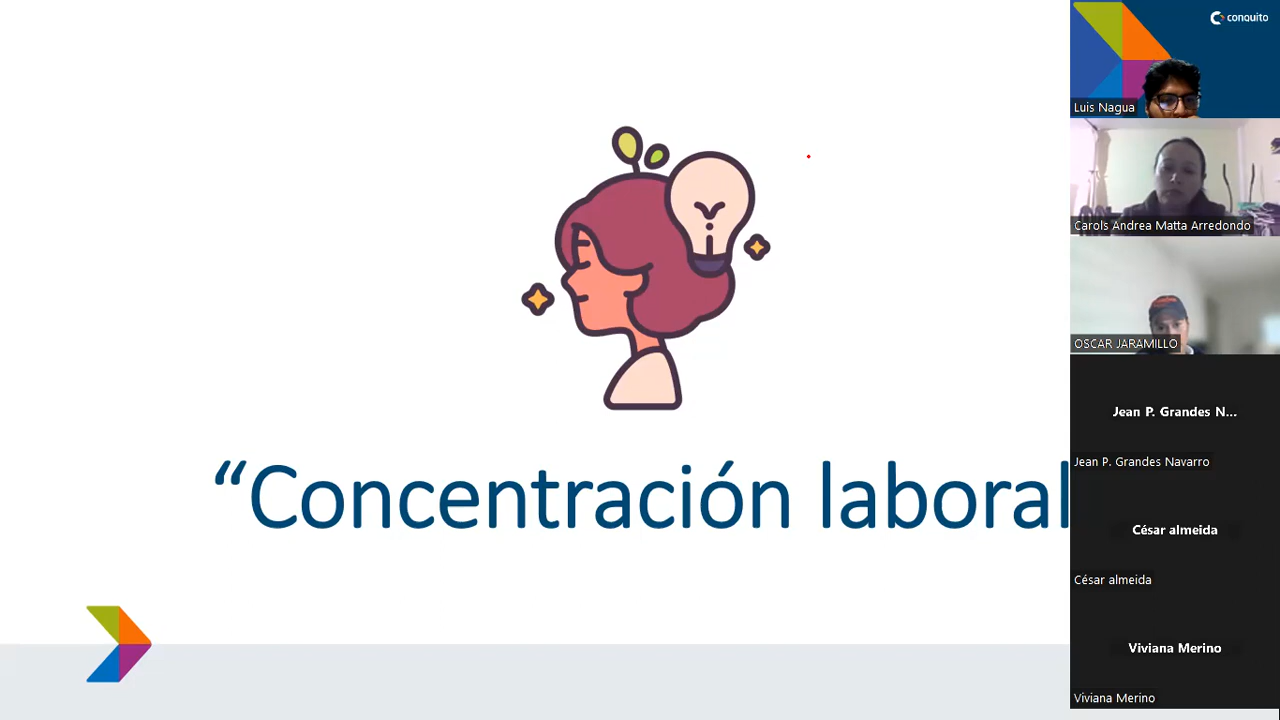 “Concentración laboral
conquito
Luis Nagua
Carols Andrea Matta Arredondo
OSCAR JARAMILLO
Jean P. Grandes N...
Jean P. Grandes Navarro
César almeida
César almeida
Viviana Merino
Viviana Merino